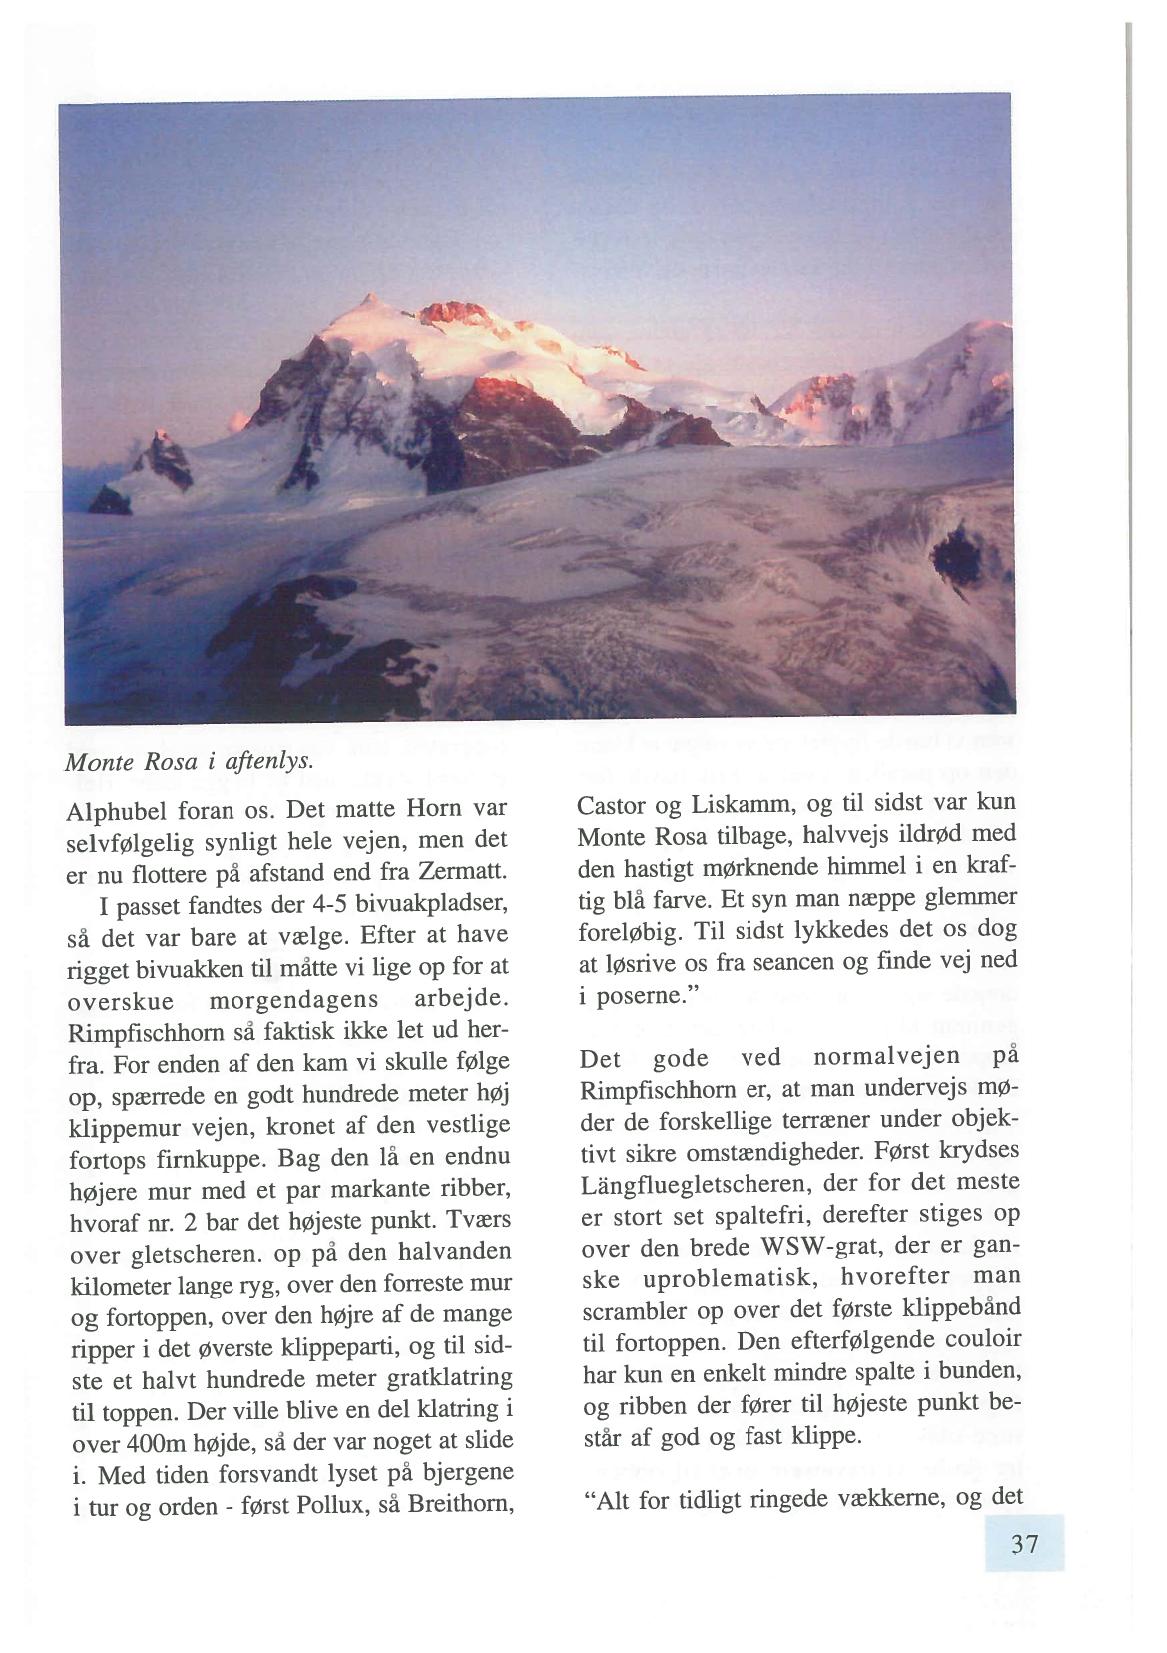 Monte Rosa i aftenlys.
Alphubel foran os. Det matte Horn var
selvfølgelig synligt hele vejen, men det
er nu flottere på afstand end fra Zermatt.
I passet fandtes der 4-5 bivuakpladser,
så det var bare at vælge. Efter at have
rigget bivuakken til måtte vi lige op for at
overskue morgendagens arbejde.
Rimpfischhorn så faktisk ikke let ud her-
fra. For enden af den kam vi skulle følge
op, spærrede en godt hundrede meter høj
klippemur vejen, kronet af den vestlige
fortops firnkuppe. Bag den lå en endnu
højere mur med et par markante ribber,
hvoraf nr. 2 bar det højeste punkt. Tværs
over gletscheren. op på den halvanden
kilometer lange ryg, over den forreste mur
og fortoppen, over den højre af de mange
ripper i det øverste klippeparti, og til sid-
ste et halvt hundrede meter gratklatring
til toppen. Der ville blive en del klatring i
over 400m højde, så der var noget at slide
i. Med tiden forsvandt lyset på bjergene
i tur og orden - først Pollux, så Breithorn,
Castor og Liskamm, og til sidst var kun
Monte Rosa tilbage, halvvejs ildrød med
den hastigt mørknende himmel i en kraf-
tig blå farve. Et syn man næppe glemmer
foreløbig. Til sidst lykkedes det os dog
at løsrive os fra seancen og finde vej ned
i poserne.”
Det gode ved normalvejen på
Rimpfischhorn er, at man undervejs mø-
der de forskellige terræner under objek-
tivt sikre omstændigheder. Først krydses
Längfluegletscheren, der for det meste
er stort set spaltefri, derefter stiges op
over den brede WSW-grat, der er gan-
ske uproblematisk, hvorefter man
scrambler op over det første klippebånd
til fortoppen. Den efterfølgende couloir
har kun en enkelt mindre spalte i bunden,
og ribben der fører til højeste punkt be-
står af god og fast klippe.
“Alt for tidligt ringede vækkerne, og det
37